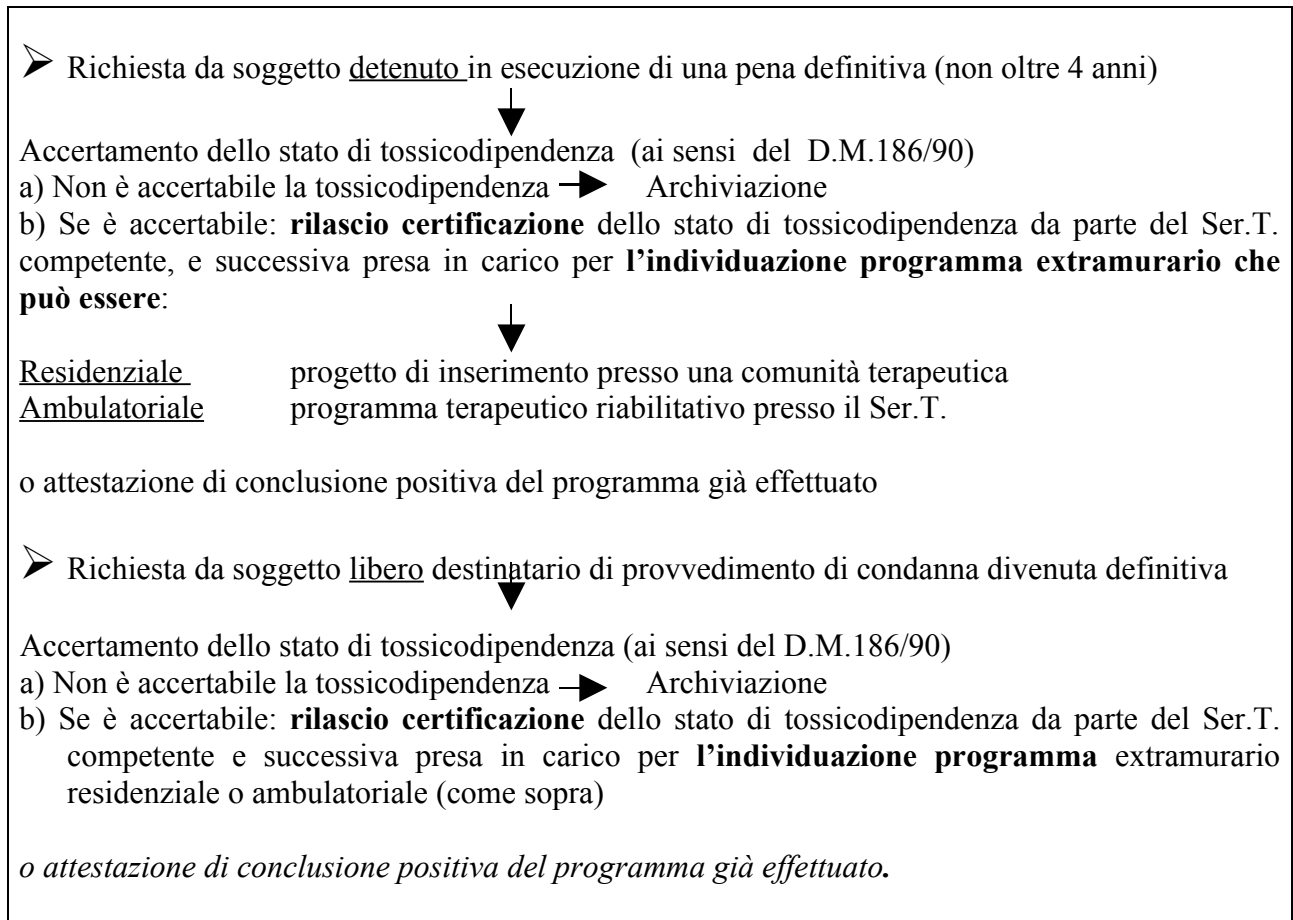 ➢ Richiesta da soggetto detenuto in esecuzione di una pena definitiva (non oltre 4 anni)
Accertamento dello stato di tossicodipendenza (ai sensi del D.M.186/90)
a) Non è accertabile la tossicodipendenza Archiviazione
b) Se è accertabile: rilascio certificazione dello stato di tossicodipendenza da parte del Ser.T.
competente, e successiva presa in carico per l’individuazione programma extramurario che
può essere:
Residenziale progetto di inserimento presso una comunità terapeutica
Ambulatoriale programma terapeutico riabilitativo presso il Ser.T.
o attestazione di conclusione positiva del programma già effettuato
➢ Richiesta da soggetto libero destinatario di provvedimento di condanna divenuta definitiva
Accertamento dello stato di tossicodipendenza (ai sensi del D.M.186/90)
a) Non è accertabile la tossicodipendenza Archiviazione
b) Se è accertabile: rilascio certificazione dello stato di tossicodipendenza da parte del Ser.T.
competente e successiva presa in carico per l’individuazione programma extramurario
residenziale o ambulatoriale (come sopra)
o attestazione di conclusione positiva del programma già effettuato.